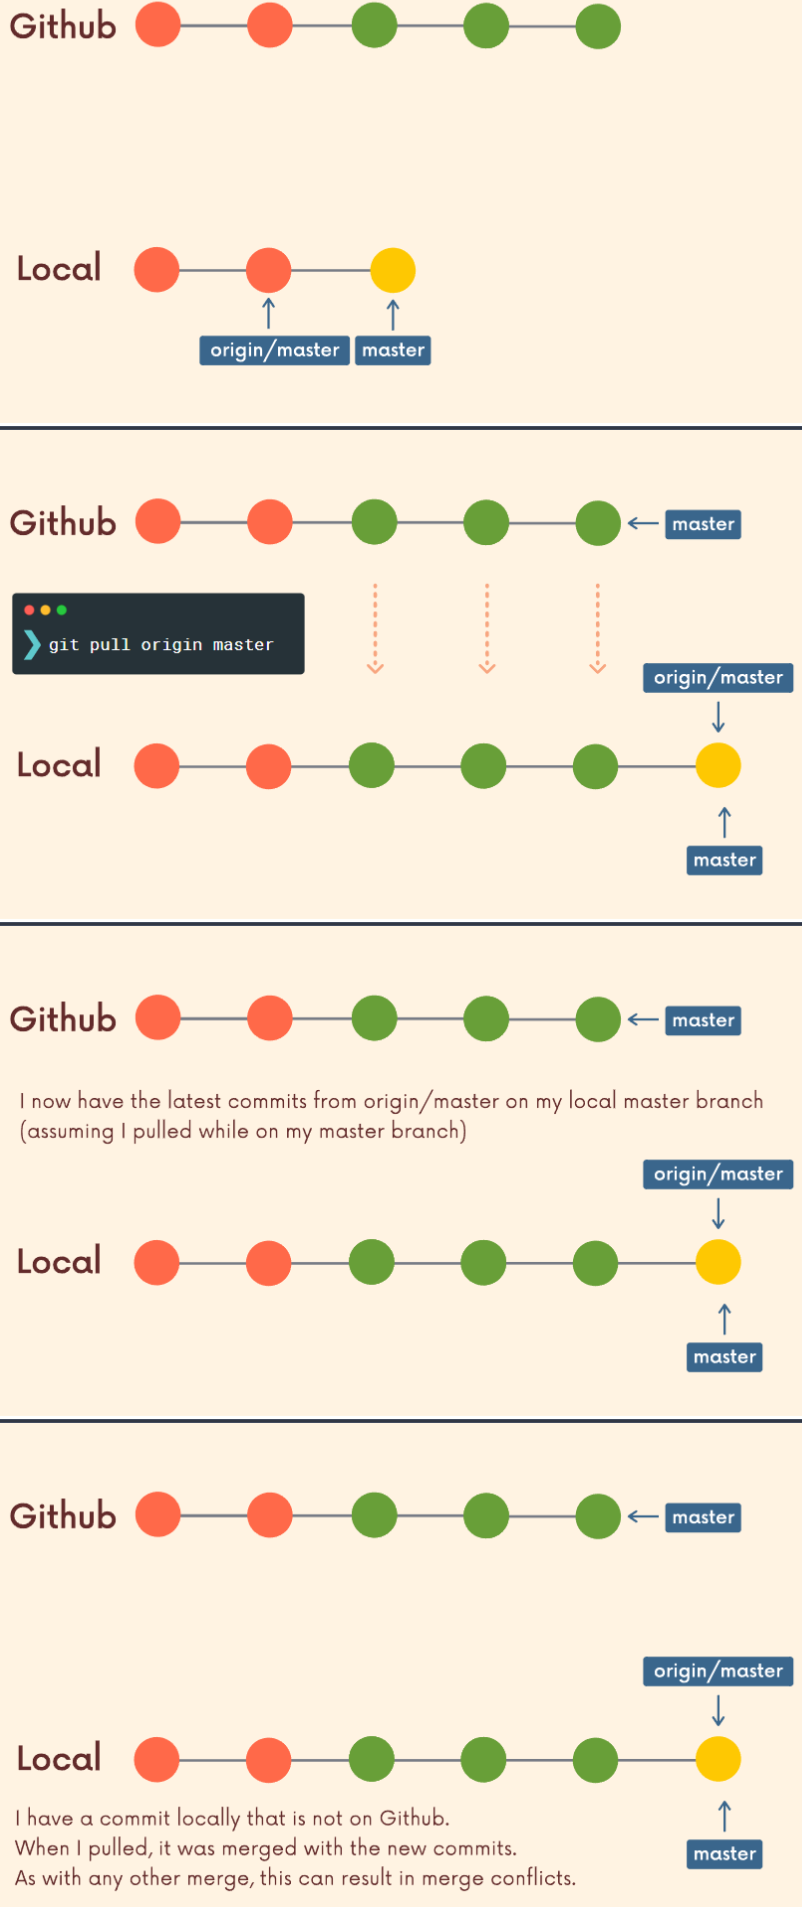 Github
Local
origin/master
master
Github
master
git pull origin master
origin/master
Local
master
Github
master
I now have the latest commits from origin/master on my local master branch
(assuming I pulled while on my master branch)
origin/master
Local
master
Github
master
origin/master
Local
I have a commit locally that is not on Github.
When I pulled, it was merged with the new commits.
master
As with any other merge, this can result in merge conflicts.